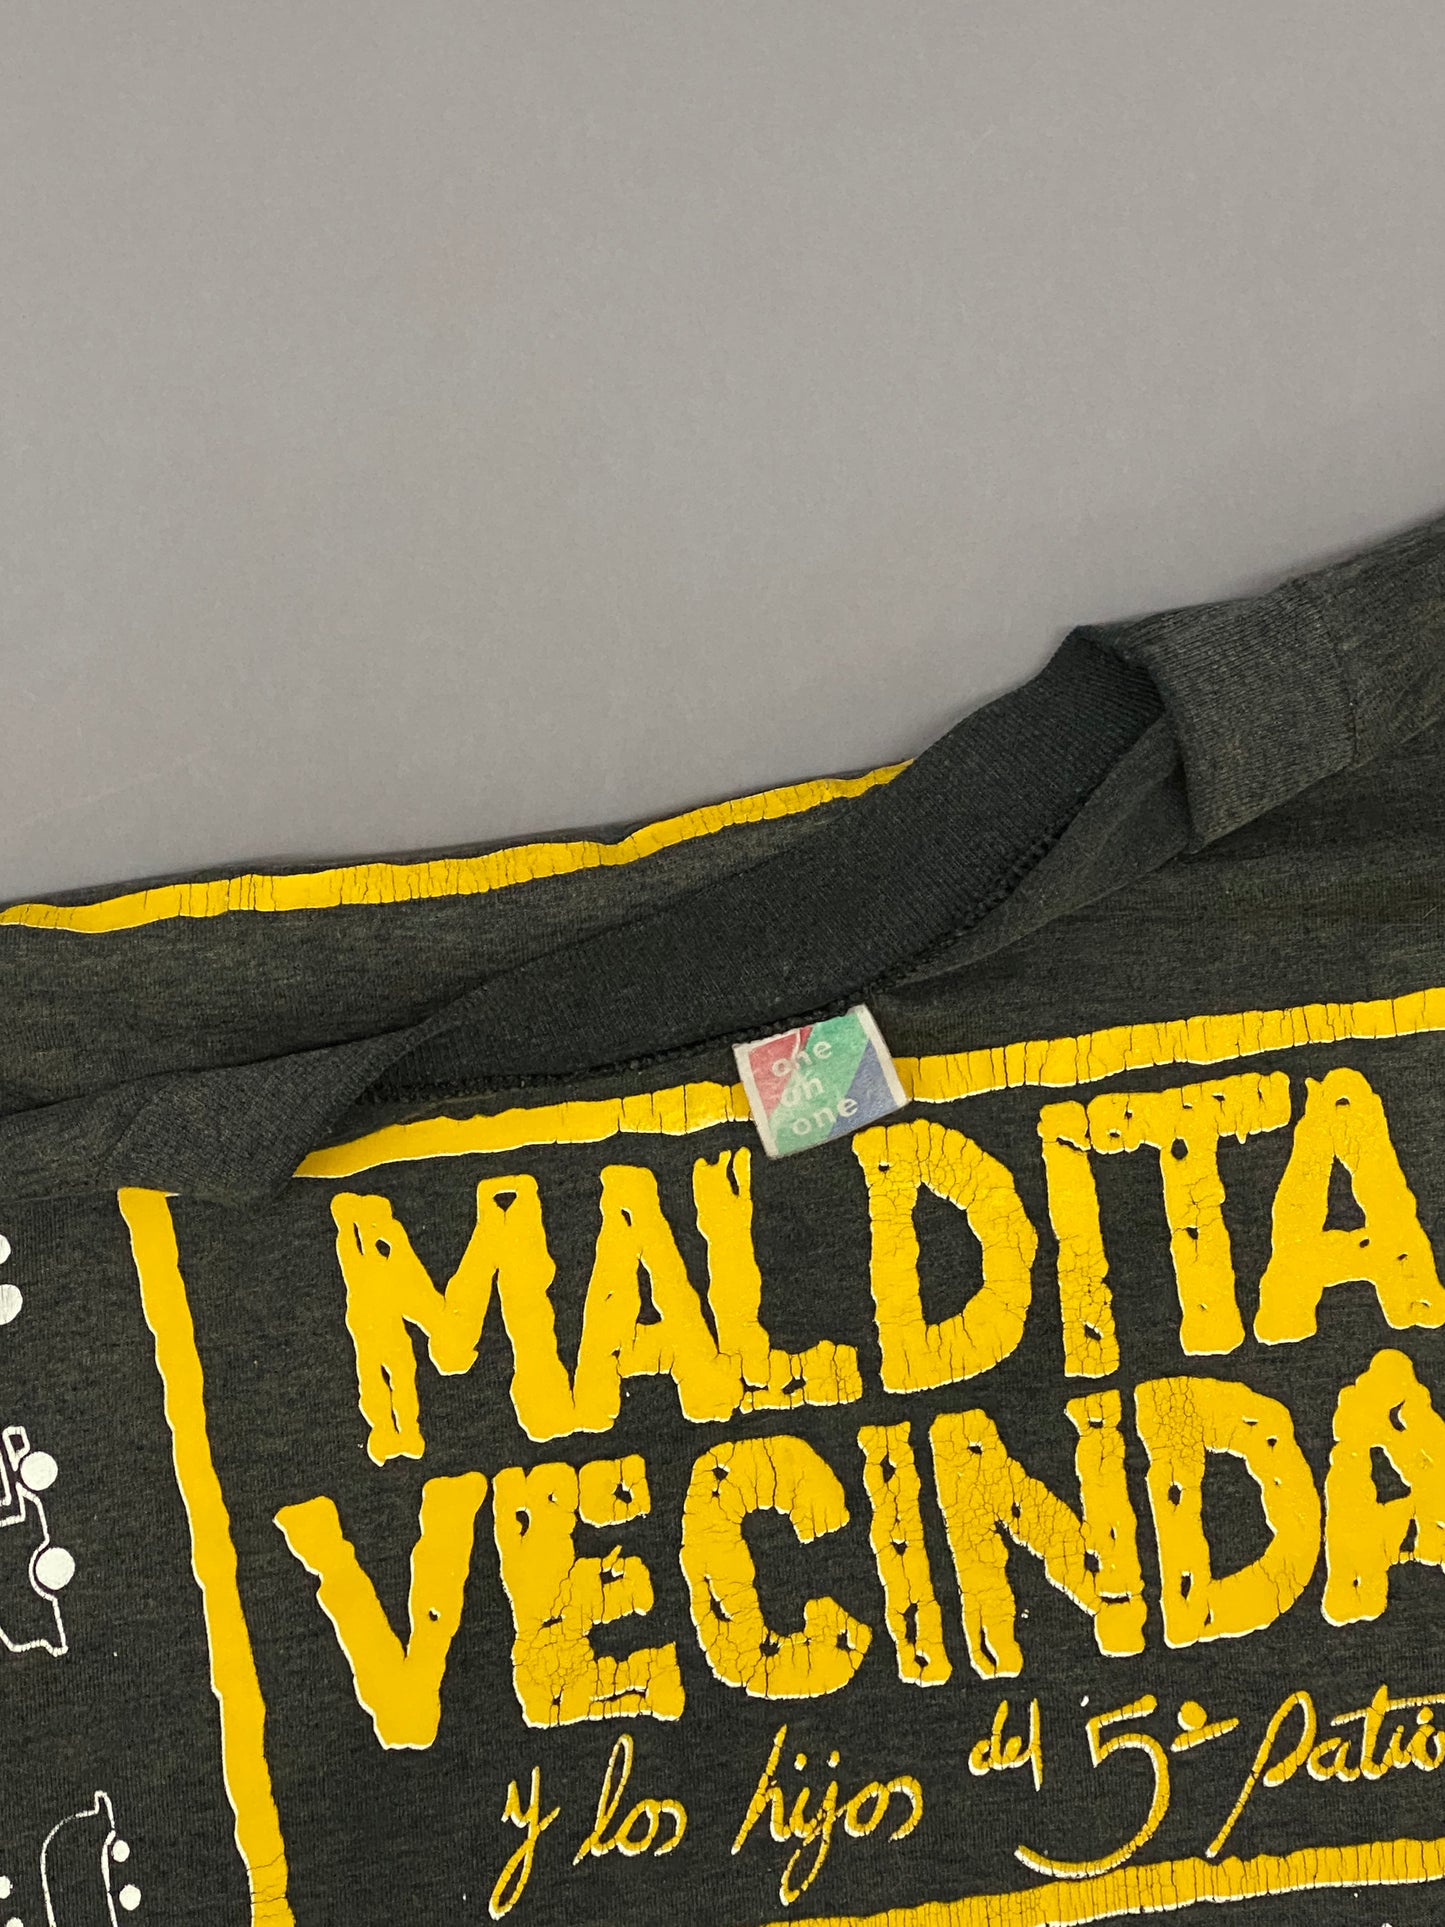 one
on
one
MALDITA
VECINDA
y los hijos del 5º patio